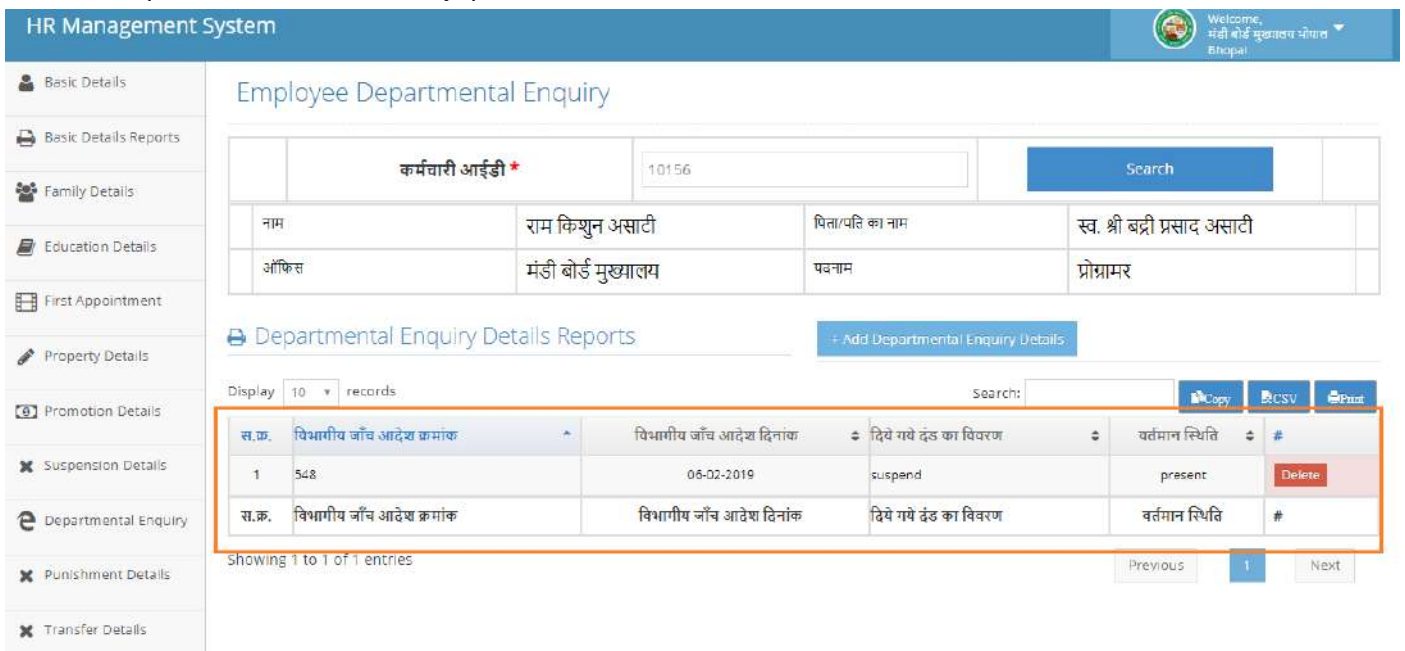 HR Management System
Welcome,
मंडी बोर्ड मुख्यालय भोपाल
Bhopal
Basic Details
Basic Details Reports
Family Details
Education Details
First Appointment
Property Details
Promotion Details
Suspension Details
Departmental Enquiry
Punishment Details
Transfer Details
Employee Departmental Enquiry
कर्मचारी आईडी * 10156 Search
नाम राम किशुन असाटी पिता/पति का नाम स्व. श्री बद्री प्रसाद असाटी
ऑफिस मंडी बोर्ड मुख्यालय पदनाम प्रोग्रामर
Departmental Enquiry Details Reports + Add Departmental Enquiry Details
Display 10 records Search: Copy CSV Print
स.क्र. विभागीय जाँच आदेश क्रमांक विभागीय जाँच आदेश दिनांक दिये गये दंड का विवरण वर्तमान स्थिति #
1 548 06-02-2019 suspend present Delete
स.क्र. विभागीय जाँच आदेश क्रमांक विभागीय जाँच आदेश दिनांक दिये गये दंड का विवरण वर्तमान स्थिति #
Showing 1 to 1 of 1 entries Previous 1 Next